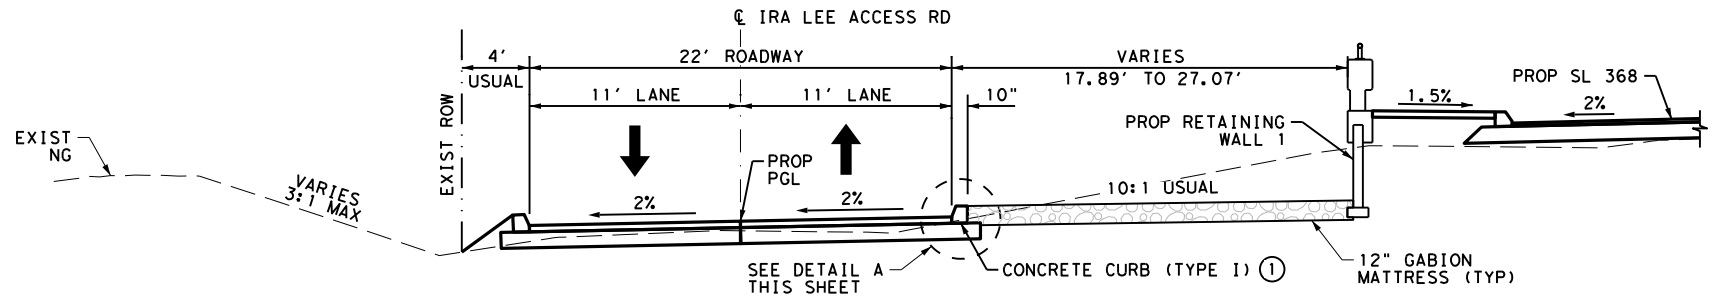 ℄ IRA LEE ACCESS RD
4'
USUAL
22' ROADWAY
VARIES
17.89' TO 27.07'
PROP SL 368
11' LANE
11' LANE
10"
1.5%
2%
EXIST
NG
EXIST ROW
PROP RETAINING
WALL 1
PROP
PGL
VARIES
3:1 MAX
2%
2%
10:1 USUAL
SEE DETAIL A
THIS SHEET
CONCRETE CURB (TYPE I) 1
12" GABION
MATTRESS (TYP)